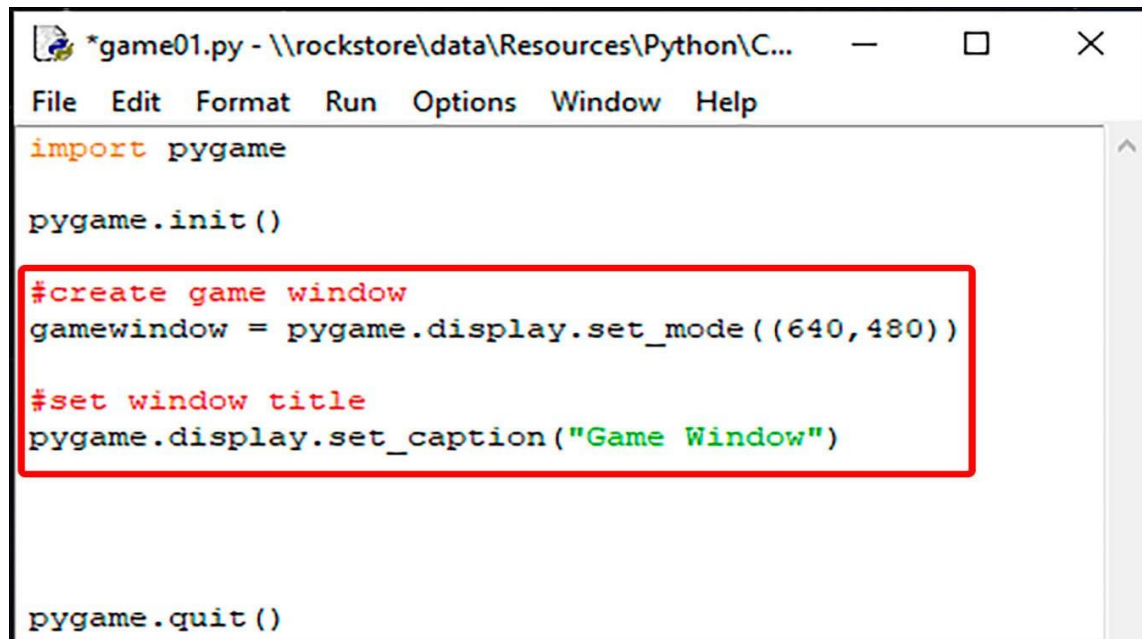 *game01.py - \\rockstore\data\Resources\Python\C...
File Edit Format Run Options Window Help
import pygame
pygame.init()
#create game window
gamewindow = pygame.display.set_mode((640,480))
#set window title
pygame.display.set_caption("Game Window")
pygame.quit()